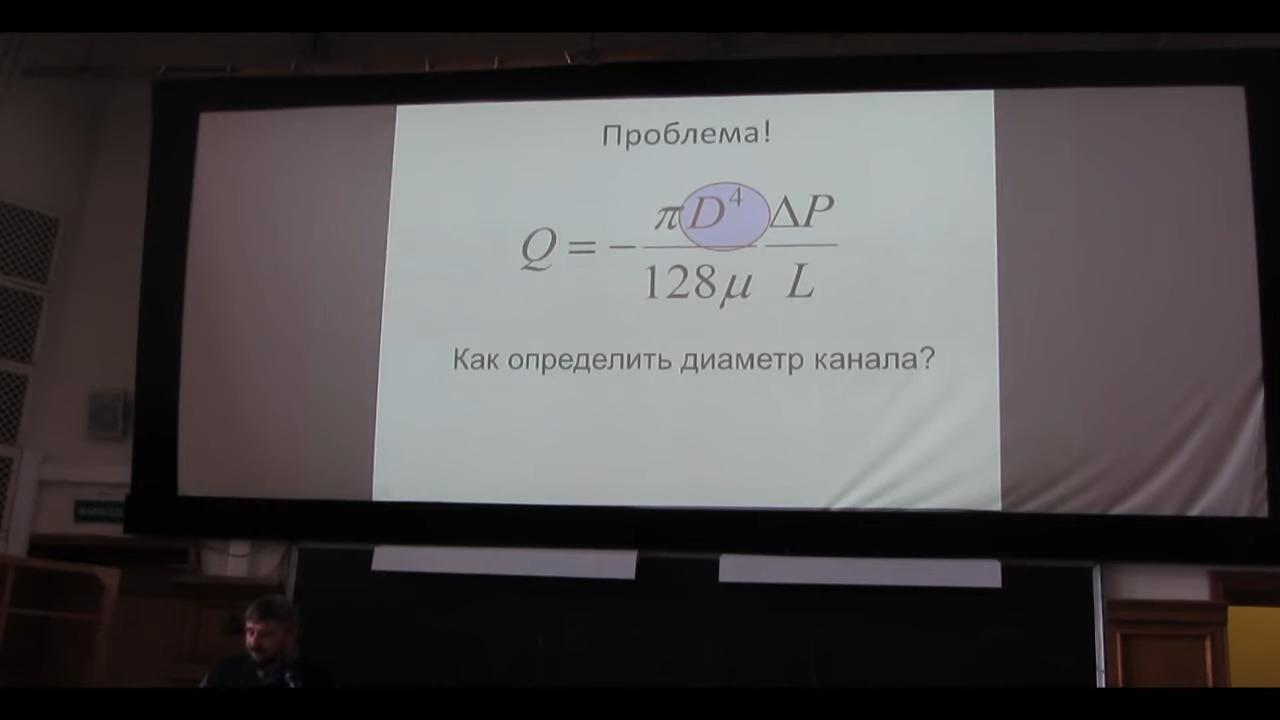 Проблема!
Q = − πD⁴/128μ ΔP/L
Как определить диаметр канала?